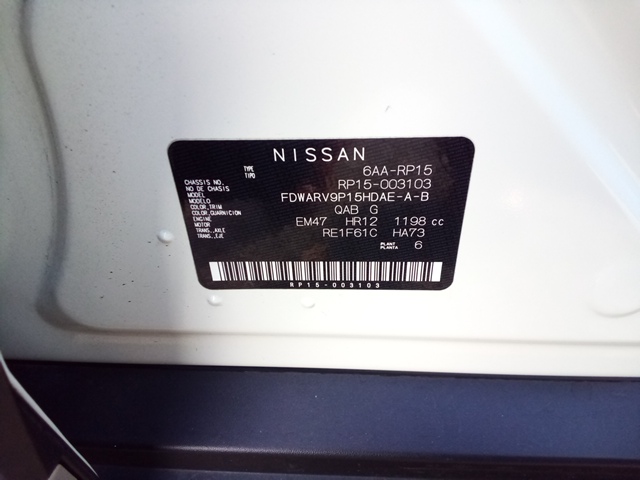 NISSAN
TYPE TIPO 6AA-RP15
CHASSIS NO. NO DE CHASIS RP15-003103
MODEL MODELO FDWARV9P15HDAE-A-B
COLOR, TRIM COLOR, GUARNICION QAB G
ENGINE MOTOR EM47 HR12 1198 cc
TRANS., AXLE TRANS., EJE RE1F61C HA73
PLANT PLANTA 6
RP15-003103